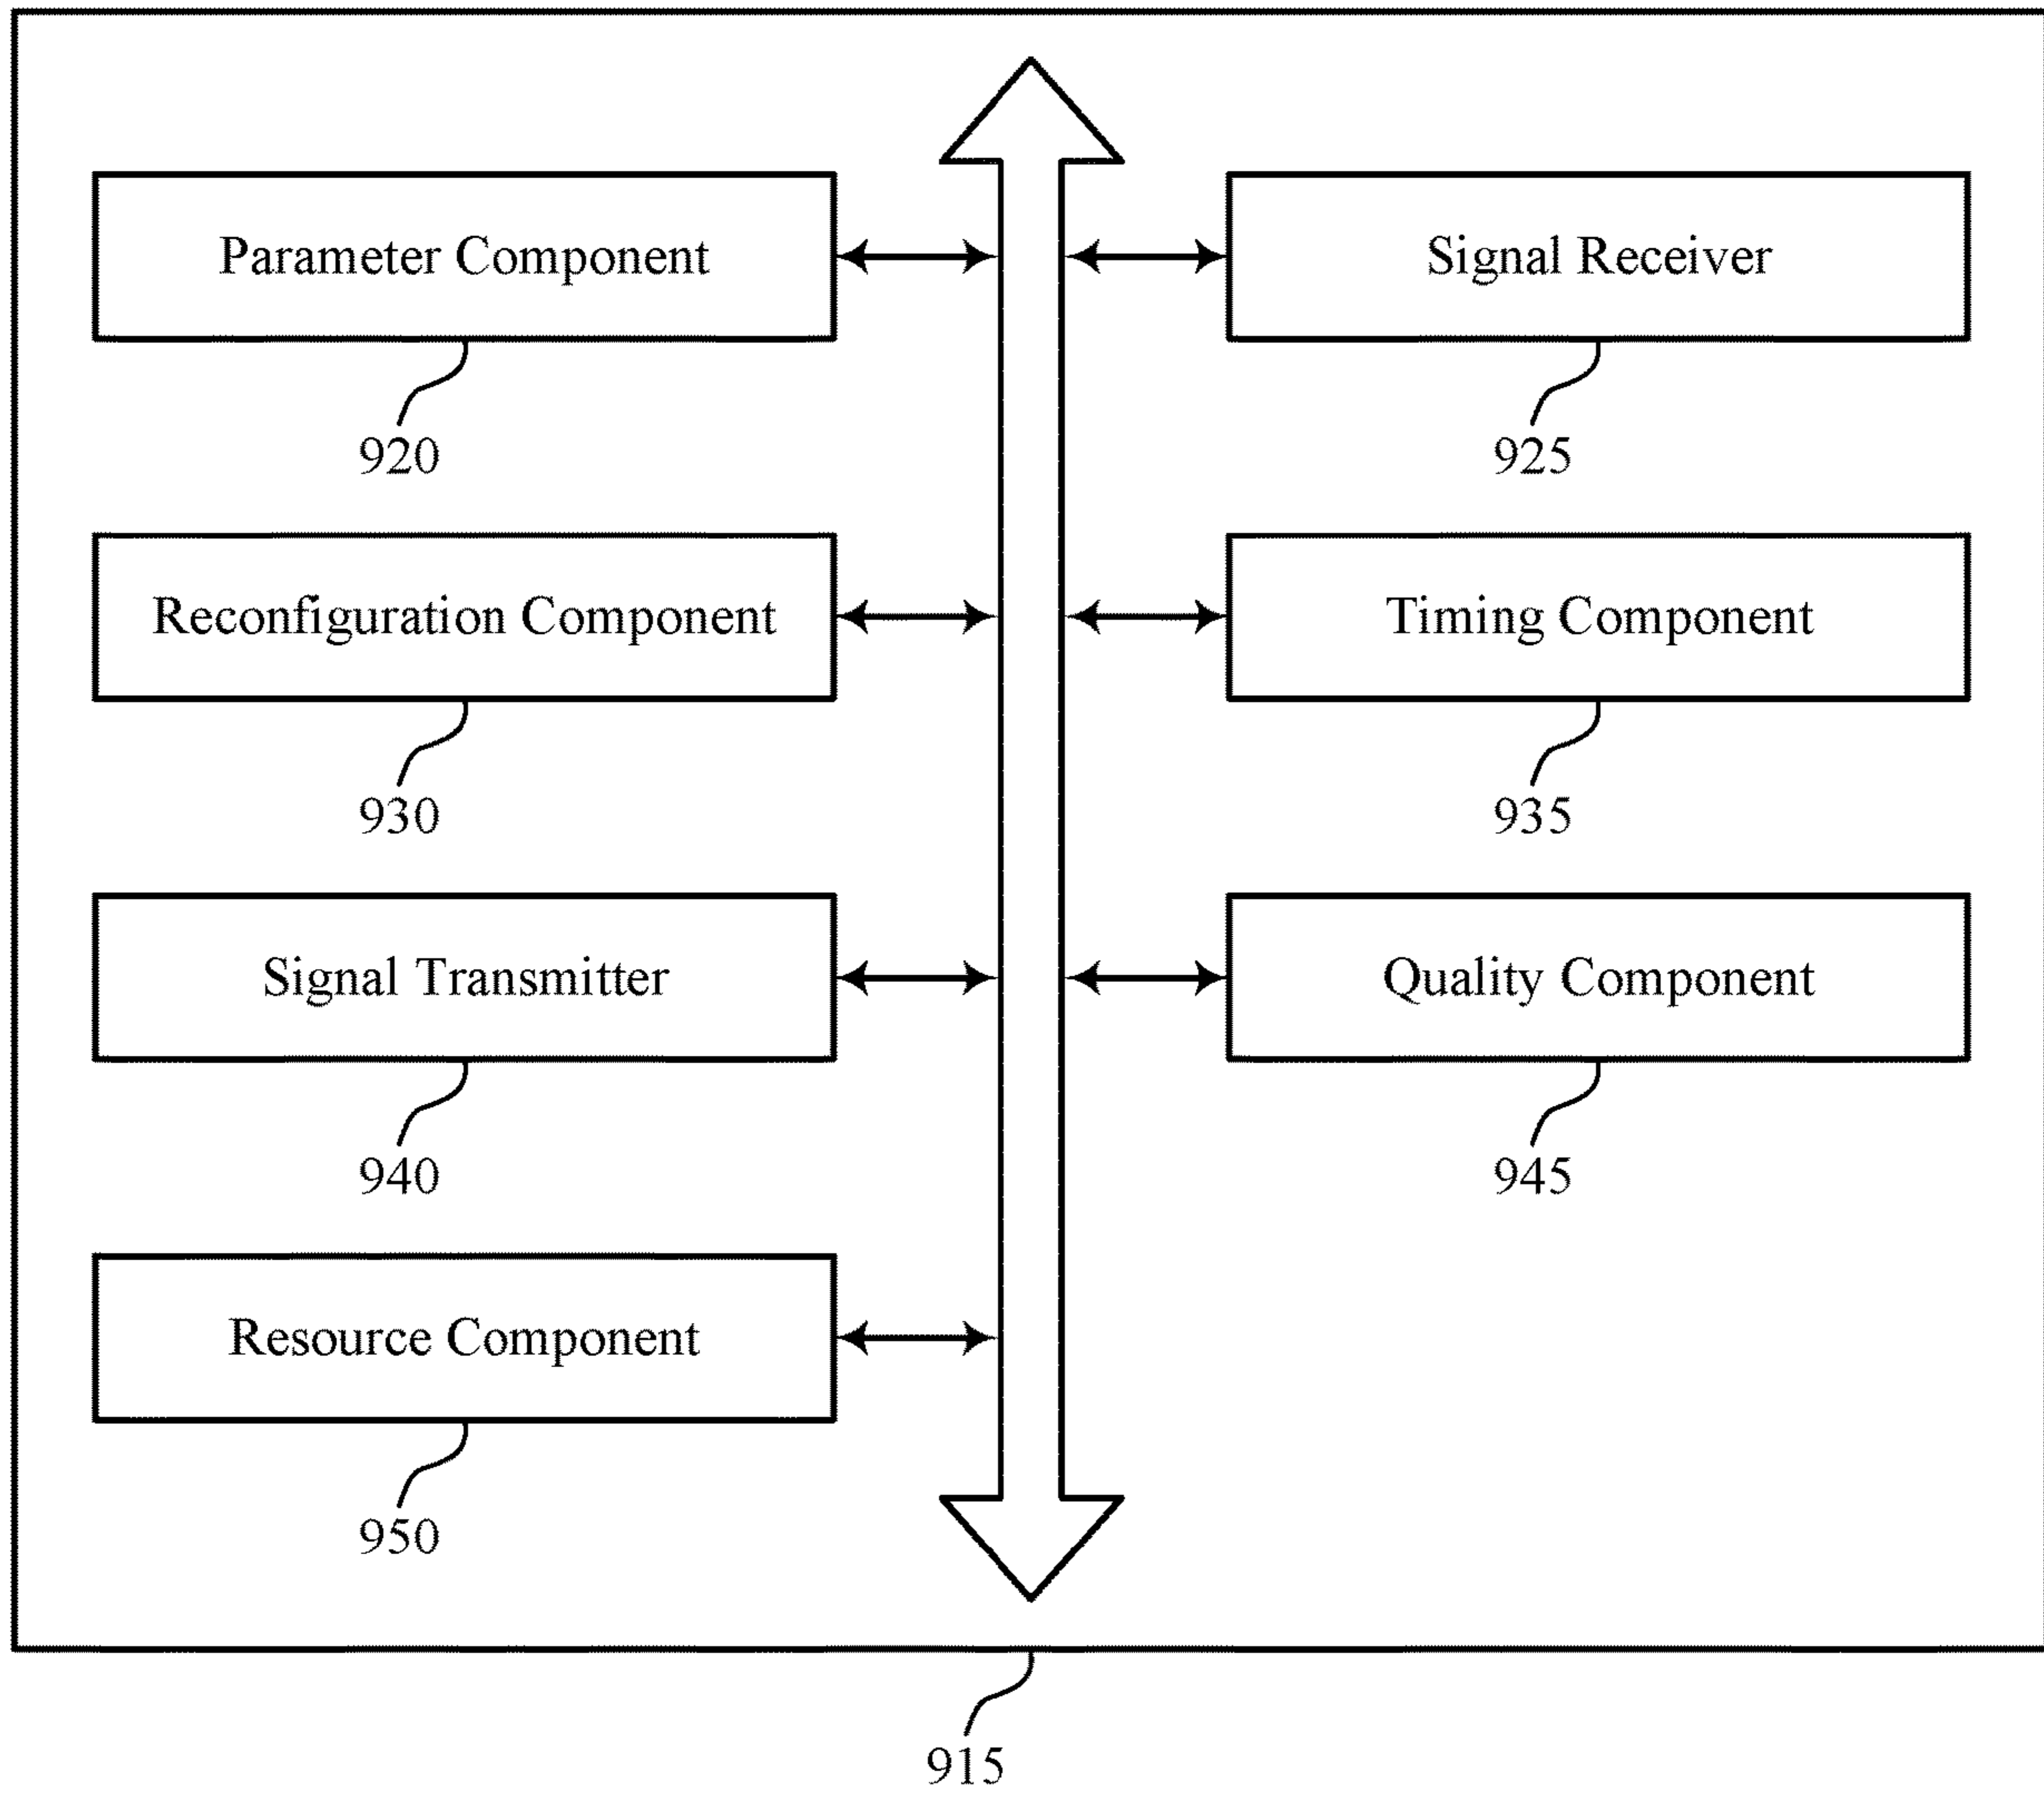 Parameter Component
Signal Receiver
920
925
Reconfiguration Component
Timing Component
930
935
Signal Transmitter
Quality Component
940
945
Resource Component
950
915